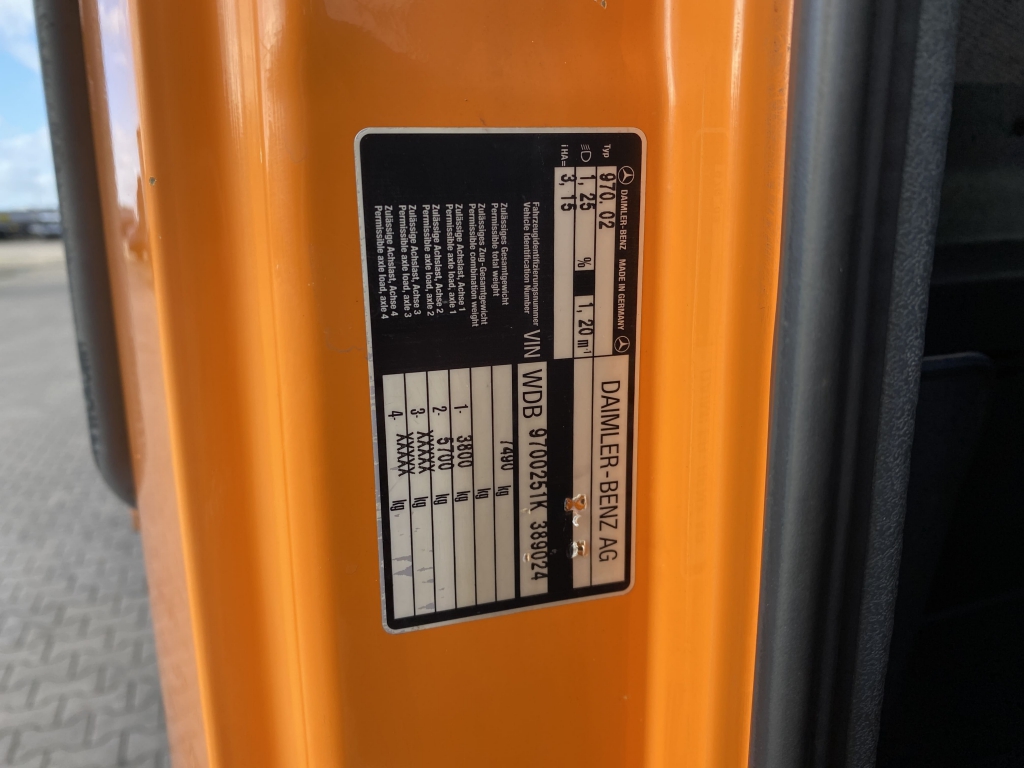 DAIMLER-BENZ MADE IN GERMANY DAIMLER-BENZ AG
Typ 970.02
1,25 % 1,20 m⁻¹
i HA= 3,15
Fahrzeugidentifizierungsnummer
Vehicle Identification Number VIN WDB 9700251K 389024
Zulässiges Gesamtgewicht
Permissible total weight 7490 kg
Zulässiges Zug-Gesamtgewicht
Permissible combination weight kg
Zulässige Achslast, Achse 1
Permissible axle load, axle 1 1- 3800 kg
Zulässige Achslast, Achse 2
Permissible axle load, axle 2 2- 5700 kg
Zulässige Achslast, Achse 3
Permissible axle load, axle 3 3- XXXXX kg
Zulässige Achslast, Achse 4
Permissible axle load, axle 4 4- XXXXX kg